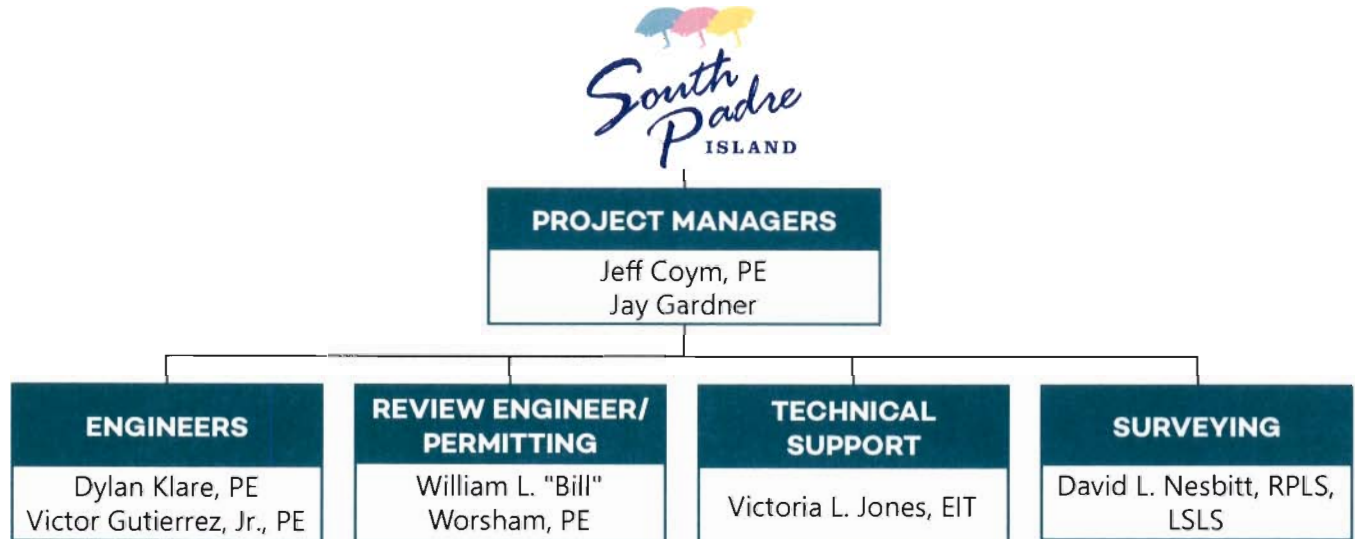 South
Padre
ISLAND
PROJECT MANAGERS
Jeff Coym, PE
Jay Gardner
ENGINEERS
Dylan Klare, PE
Victor Gutierrez, Jr., PE
REVIEW ENGINEER/
PERMITTING
William L. "Bill"
Worsham, PE
TECHNICAL
SUPPORT
Victoria L. Jones, EIT
SURVEYING
David L. Nesbitt, RPLS,
LSLS